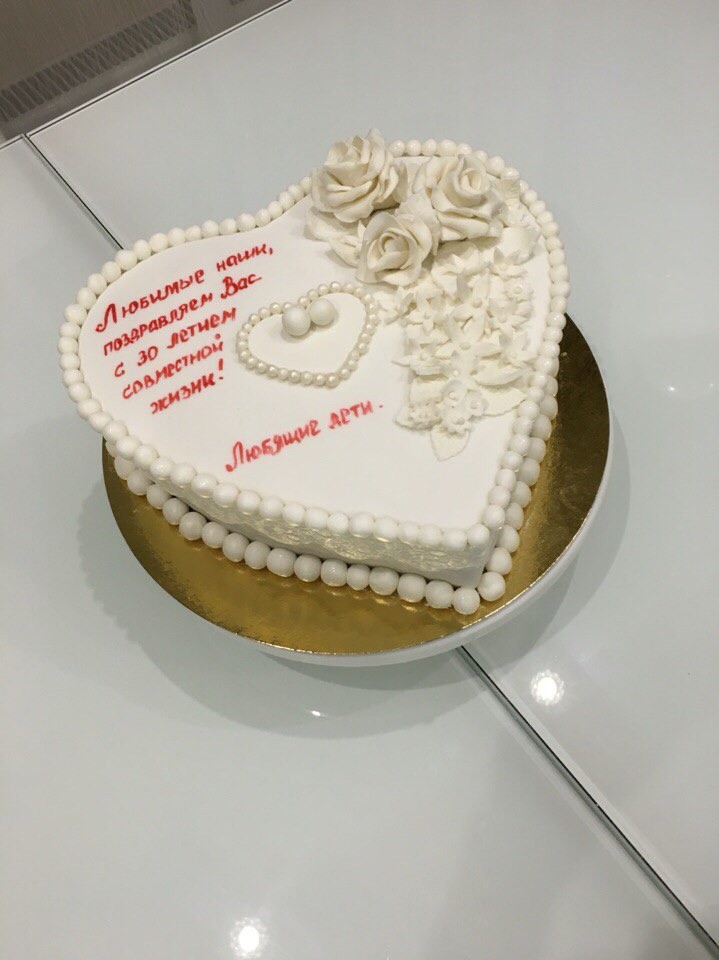 Любимые наши,
поздравляем Вас
с 30 летием
совместной
жизни!
Любящие дети.